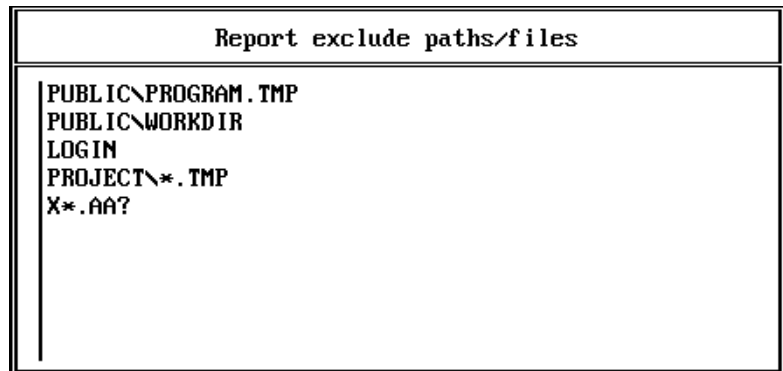 Report exclude paths/files
PUBLIC\PROGRAM.TMP
PUBLIC\WORKDIR
LOGIN
PROJECT\*.TMP
X*.AA?